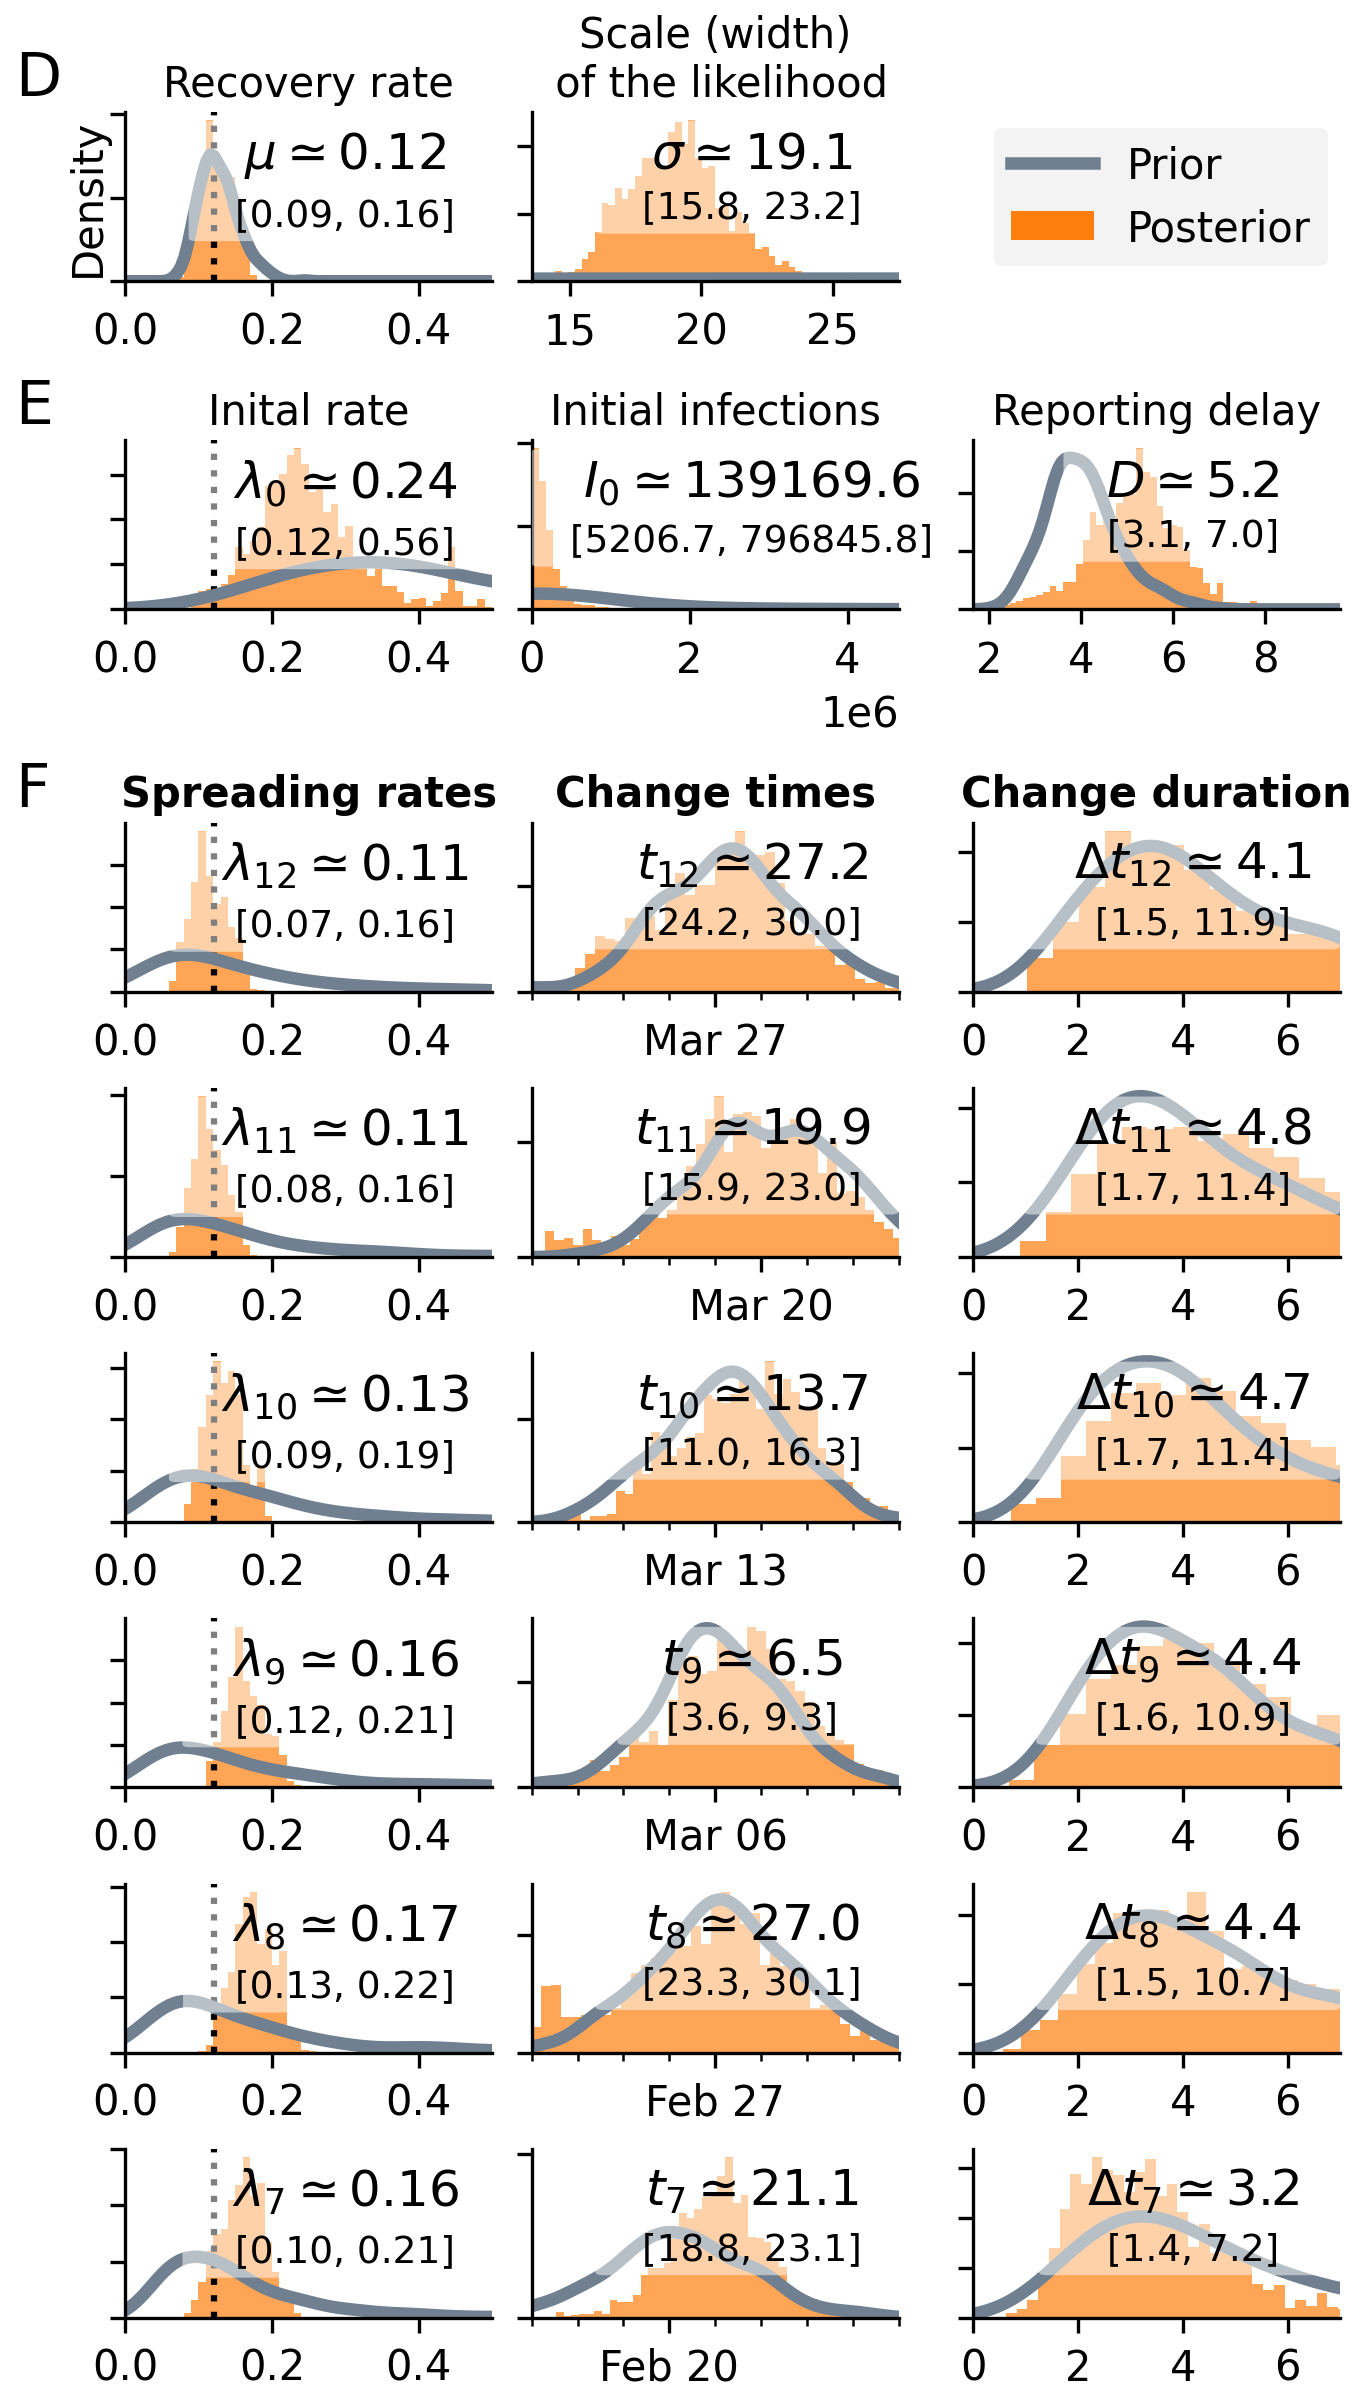 D
Recovery rate
Scale (width)
of the likelihood
Density
μ ≃ 0.12
[0.09, 0.16]
0.0 0.2 0.4
σ ≃ 19.1
[15.8, 23.2]
15 20 25
Prior
Posterior
E
Inital rate
λ0 ≃ 0.24
[0.12, 0.56]
0.0 0.2 0.4
Initial infections
I0 ≃ 139169.6
[5206.7, 796845.8]
0 2 4
1e6
Reporting delay
D ≃ 5.2
[3.1, 7.0]
2 4 6 8
F
Spreading rates
Change times
Change duration
λ12 ≃ 0.11
[0.07, 0.16]
0.0 0.2 0.4
t12 ≃ 27.2
[24.2, 30.0]
Mar 27
Δt12 ≃ 4.1
[1.5, 11.9]
0 2 4 6
λ11 ≃ 0.11
[0.08, 0.16]
0.0 0.2 0.4
t11 ≃ 19.9
[15.9, 23.0]
Mar 20
Δt11 ≃ 4.8
[1.7, 11.4]
0 2 4 6
λ10 ≃ 0.13
[0.09, 0.19]
0.0 0.2 0.4
t10 ≃ 13.7
[11.0, 16.3]
Mar 13
Δt10 ≃ 4.7
[1.7, 11.4]
0 2 4 6
λ9 ≃ 0.16
[0.12, 0.21]
0.0 0.2 0.4
t9 ≃ 6.5
[3.6, 9.3]
Mar 06
Δt9 ≃ 4.4
[1.6, 10.9]
0 2 4 6
λ8 ≃ 0.17
[0.13, 0.22]
0.0 0.2 0.4
t8 ≃ 27.0
[23.3, 30.1]
Feb 27
Δt8 ≃ 4.4
[1.5, 10.7]
0 2 4 6
λ7 ≃ 0.16
[0.10, 0.21]
0.0 0.2 0.4
t7 ≃ 21.1
[18.8, 23.1]
Feb 20
Δt7 ≃ 3.2
[1.4, 7.2]
0 2 4 6